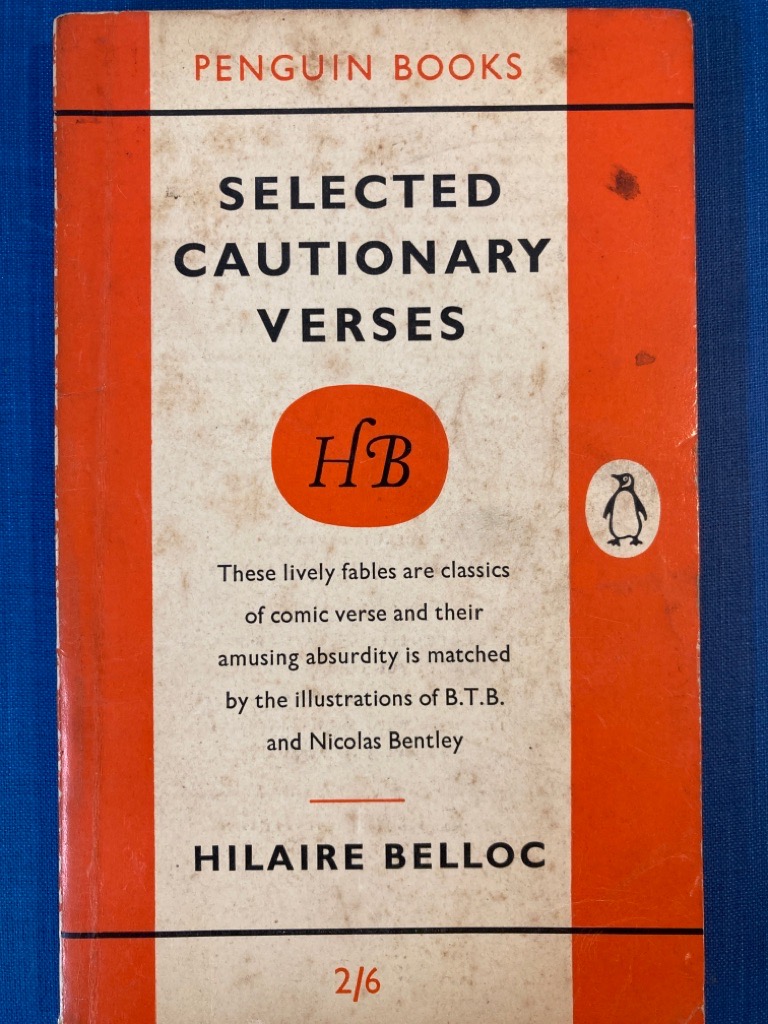 PENGUIN BOOKS
SELECTED
CAUTIONARY
VERSES
HB
These lively fables are classics
of comic verse and their
amusing absurdity is matched
by the illustrations of B.T.B.
and Nicolas Bentley
HILAIRE BELLOC
2/6